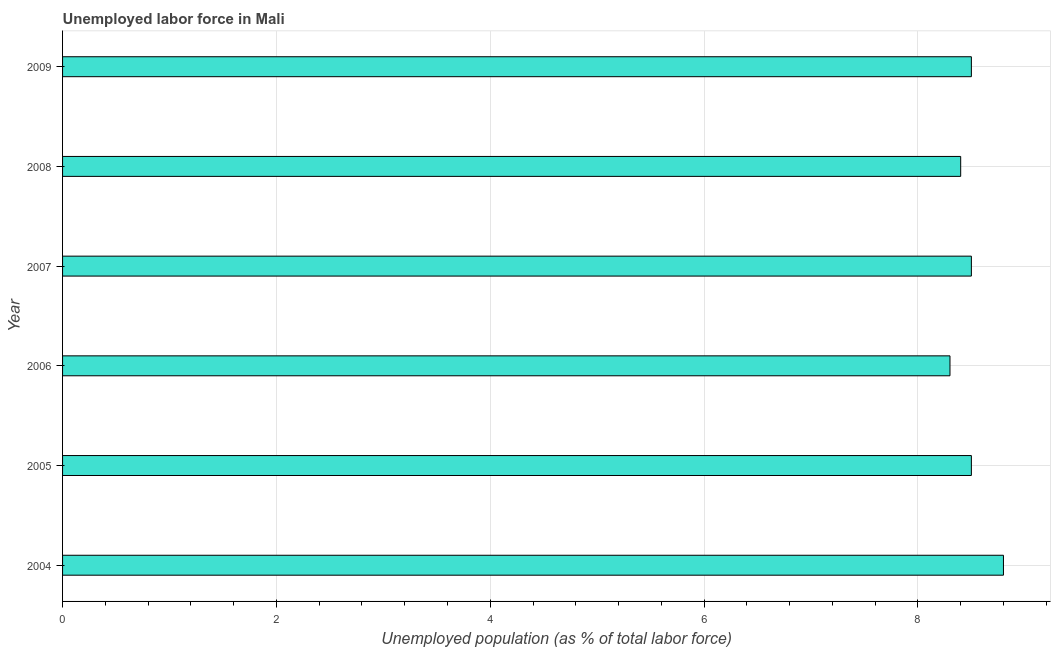 Unemployed labor force in Mali
Year
2009
2008
2007
2006
2005
2004
0 2 4 6 8
Unemployed population (as % of total labor force)